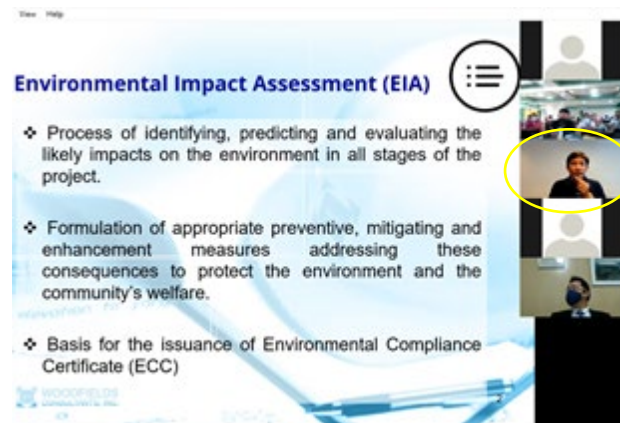 View Help
Environmental Impact Assessment (EIA)
❖ Process of identifying, predicting and evaluating the
likely impacts on the environment in all stages of the
project.
❖ Formulation of appropriate preventive, mitigating and
enhancement measures addressing these
consequences to protect the environment and the
community's welfare.
❖ Basis for the issuance of Environmental Compliance
Certificate (ECC)
WOODFIELDS
CONSULTANTS INC.
2